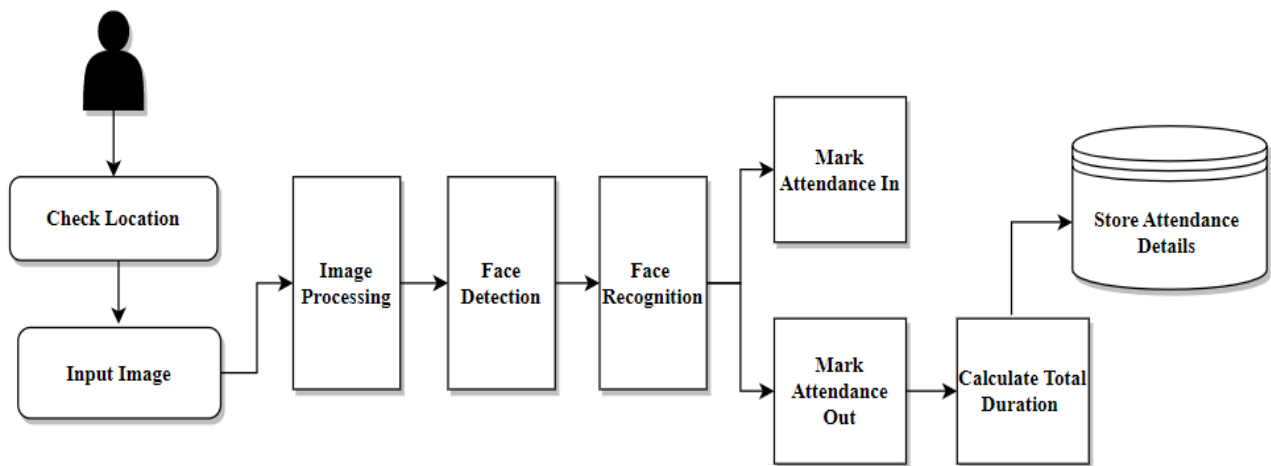 Check Location
Input Image
Image
Processing
Face
Detection
Face
Recognition
Mark
Attendance In
Mark
Attendance
Out
Calculate Total
Duration
Store Attendance
Details